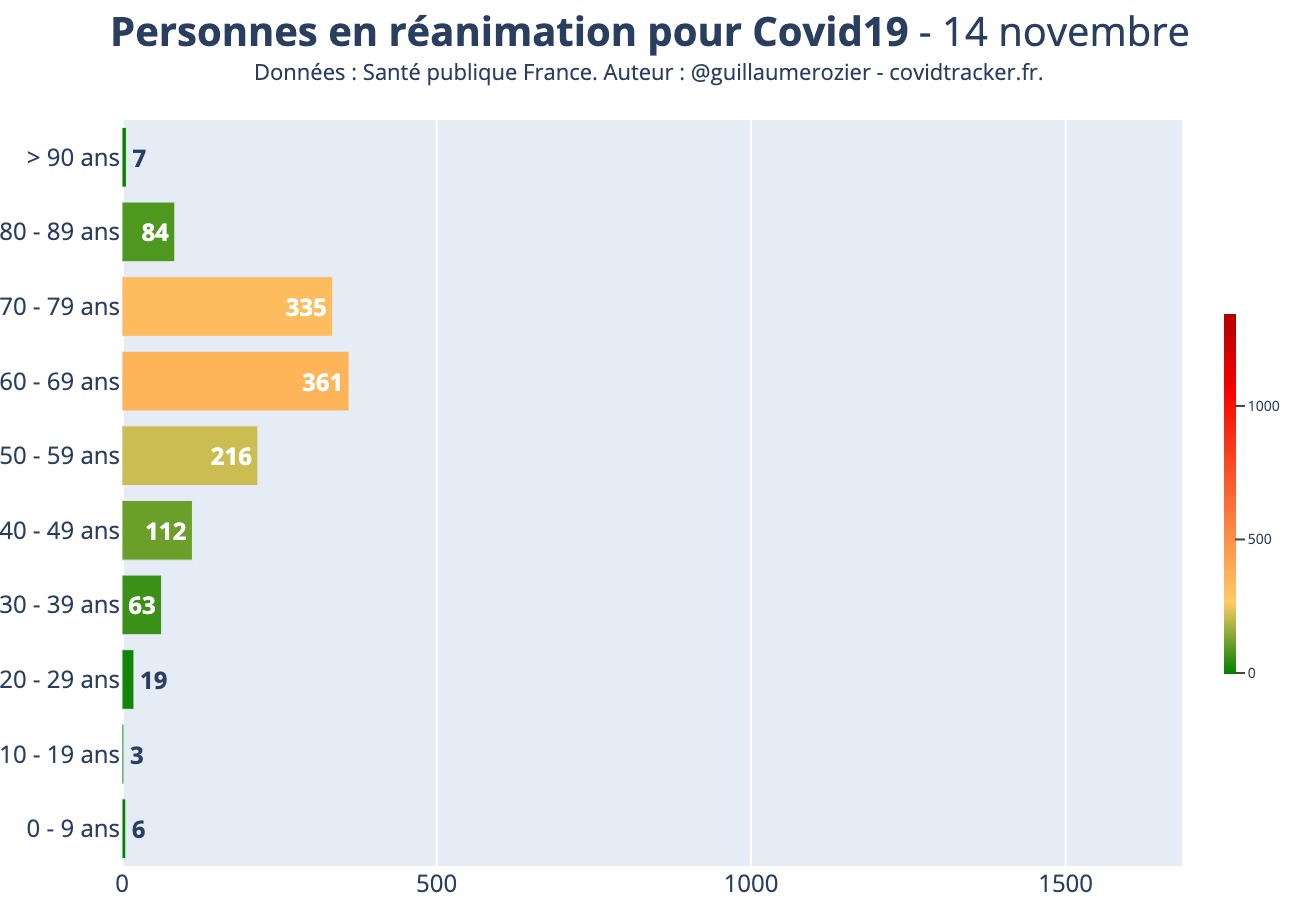 Personnes en réanimation pour Covid19 - 14 novembre
Données : Santé publique France. Auteur : @guillaumerozier - covidtracker.fr.
> 90 ans 7
80 - 89 ans 84
70 - 79 ans 335
60 - 69 ans 361
50 - 59 ans 216
40 - 49 ans 112
30 - 39 ans 63
20 - 29 ans 19
10 - 19 ans 3
0 - 9 ans 6
0 500 1000 1500
1000
500
0